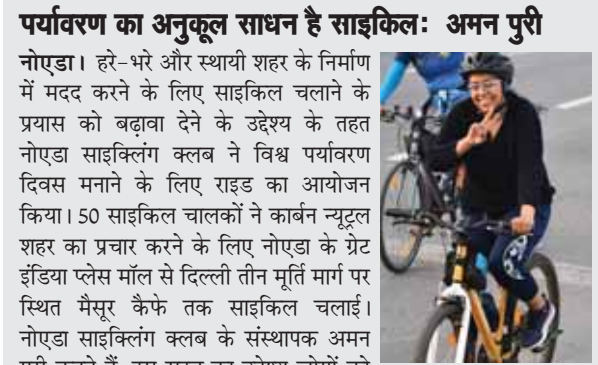 पर्यावरण का अनुकूल साधन है साइकिल: अमन पुरी
नोएडा। हरे-भरे और स्थायी शहर के निर्माण
में मदद करने के लिए साइकिल चलाने के
प्रयास को बढ़ावा देने के उद्देश्य के तहत
नोएडा साइक्लिंग क्लब ने विश्व पर्यावरण
दिवस मनाने के लिए राइड का आयोजन
किया। 50 साइकिल चालकों ने कार्बन न्यूट्रल
शहर का प्रचार करने के लिए नोएडा के ग्रेट
इंडिया प्लेस मॉल से दिल्ली तीन मूर्ति मार्ग पर
स्थित मैसूर कैफे तक साइकिल चलाई।
नोएडा साइक्लिंग क्लब के संस्थापक अमन